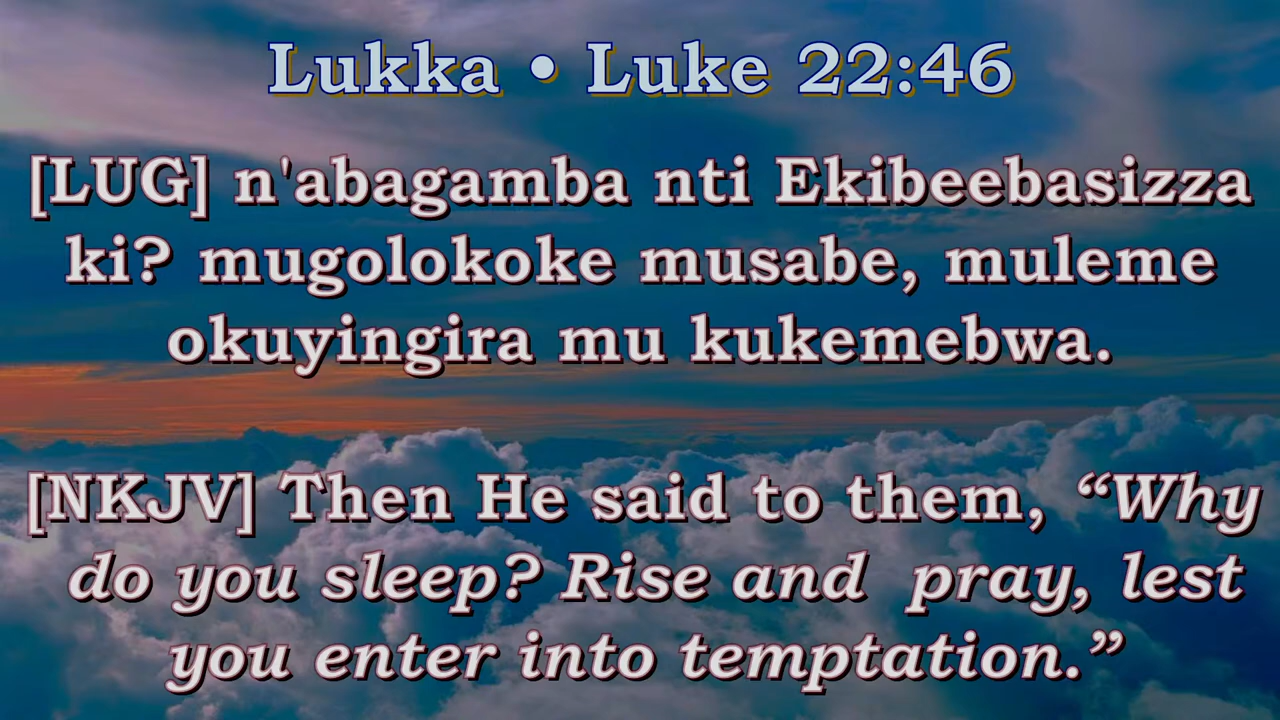 Lukka • Luke 22:46
[LUG] n'abagamba nti Ekibeebasizza
ki? mugolokoke musabe, muleme
okuyingira mu kukemebwa.
[NKJV] Then He said to them, “Why
do you sleep? Rise and pray, lest
you enter into temptation.”